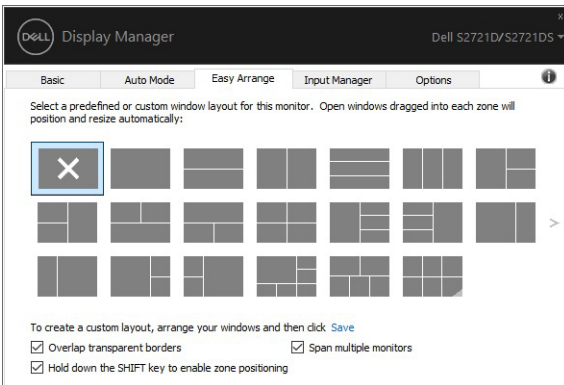 x
DELL Display Manager
Dell S2721D/S2721DS
Basic Auto Mode Easy Arrange Input Manager Options i
Select a predefined or custom window layout for this monitor. Open windows dragged into each zone will
position and resize automatically:
>
To create a custom layout, arrange your windows and then click Save
Overlap transparent borders Span multiple monitors
Hold down the SHIFT key to enable zone positioning